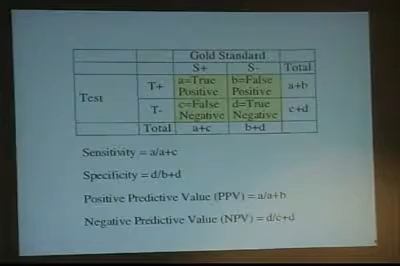 Gold Standard
S+ S- Total
Test T+ a=True Positive b=False Positive a+b
T- c=False Negative d=True Negative c+d
Total a+c b+d
Sensitivity = a/a+c
Specificity = d/b+d
Positive Predictive Value (PPV) = a/a+b
Negative Predictive Value (NPV) = d/c+d